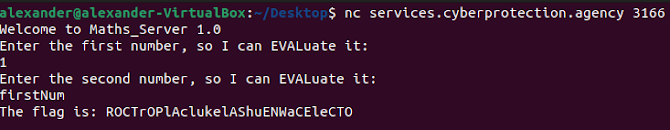 alexander@alexander-VirtualBox:~/Desktop$ nc services.cyberprotection.agency 3166
Welcome to Maths_Server 1.0
Enter the first number, so I can EVALuate it:
1
Enter the second number, so I can EVALuate it:
firstNum
The flag is: ROCTrOPlAclukelAShuENWaCEleCTO